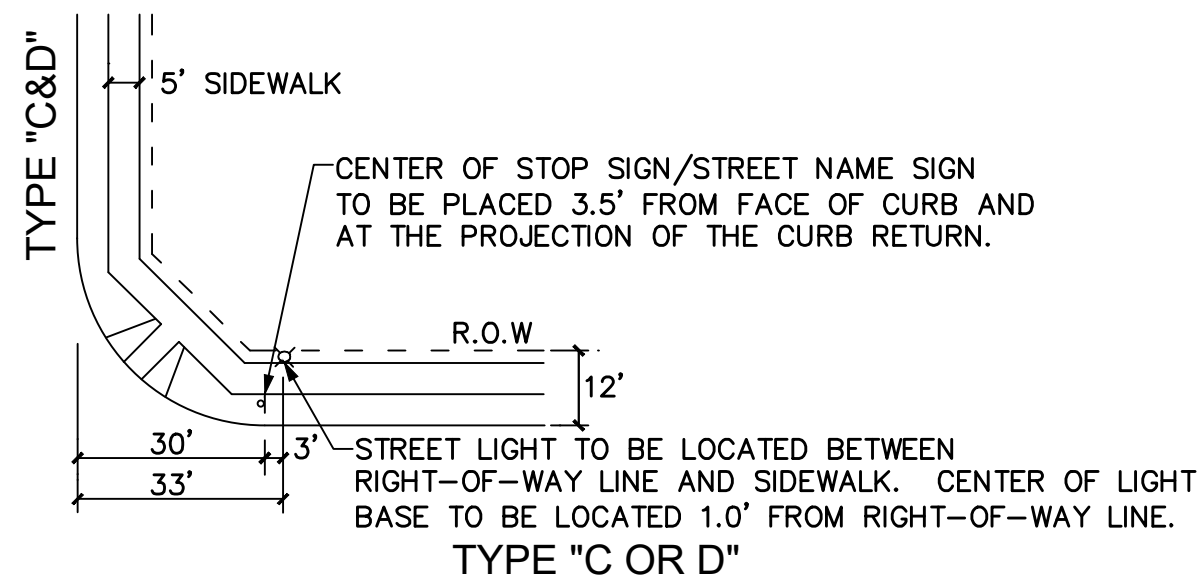 TYPE "C&D"
5' SIDEWALK
CENTER OF STOP SIGN/STREET NAME SIGN
TO BE PLACED 3.5' FROM FACE OF CURB AND
AT THE PROJECTION OF THE CURB RETURN.
R.O.W
12'
30'
3'
33'
STREET LIGHT TO BE LOCATED BETWEEN
RIGHT-OF-WAY LINE AND SIDEWALK. CENTER OF LIGHT
BASE TO BE LOCATED 1.0' FROM RIGHT-OF-WAY LINE.
TYPE "C OR D"